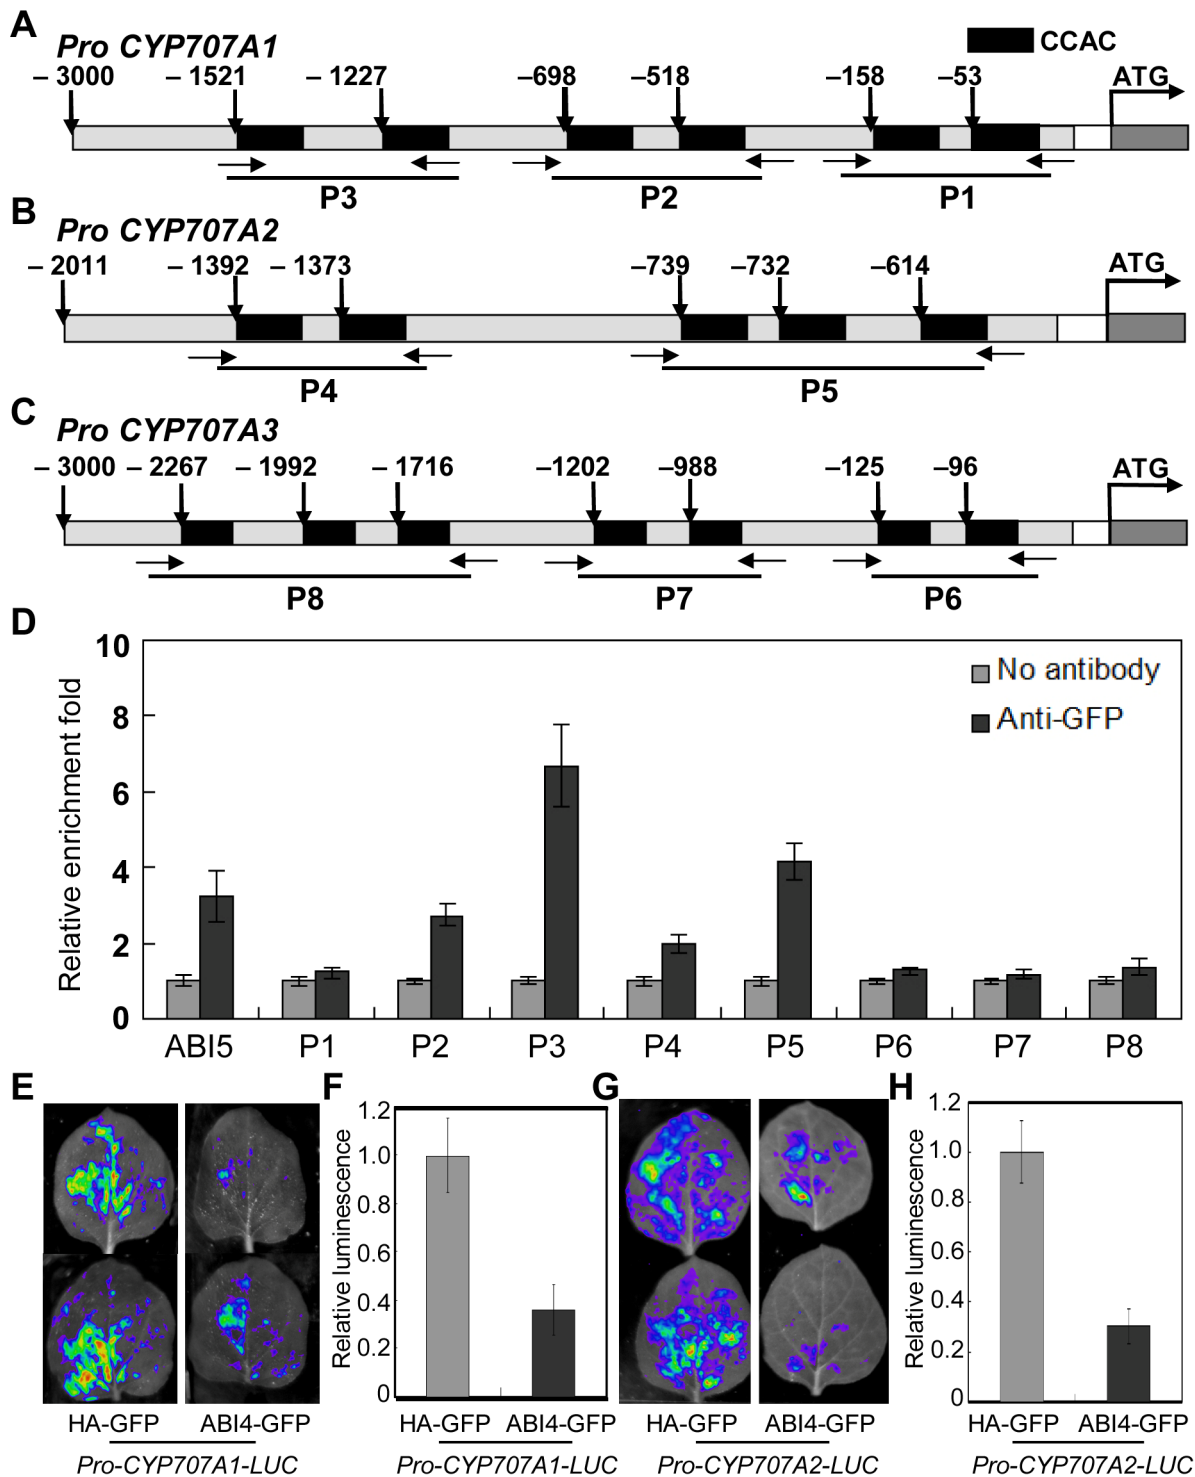 A
Pro CYP707A1
CCAC
– 3000 – 1521 – 1227 –698 –518 –158 –53 ATG
P3 P2 P1
B
Pro CYP707A2
– 2011 – 1392 – 1373 –739 –732 –614 ATG
P4 P5
C
Pro CYP707A3
– 3000 – 2267 – 1992 – 1716 –1202 –988 –125 –96 ATG
P8 P7 P6
D
Relative enrichment fold
10
8
6
4
2
0
No antibody
Anti-GFP
ABI5 P1 P2 P3 P4 P5 P6 P7 P8
E
HA-GFP ABI4-GFP
Pro-CYP707A1-LUC
F
Relative luminescence
1.2
1.0
0.8
0.6
0.4
0.2
0
HA-GFP ABI4-GFP
Pro-CYP707A1-LUC
G
HA-GFP ABI4-GFP
Pro-CYP707A2-LUC
H
Relative luminescence
1.2
1.0
0.8
0.6
0.4
0.2
0
HA-GFP ABI4-GFP
Pro-CYP707A2-LUC